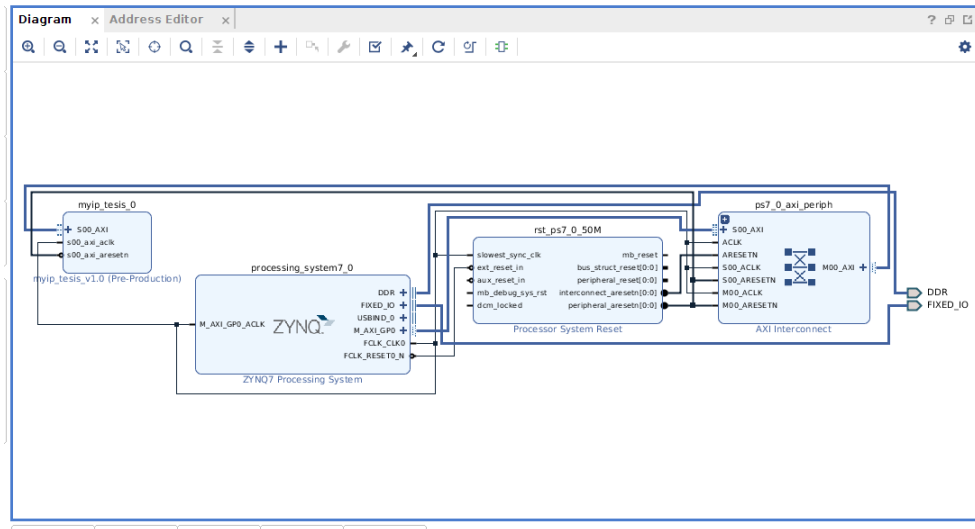 Diagram × Address Editor ×
?
myip_tesis_0
S00_AXI
s00_axi_aclk
s00_axi_aresetn
myip_tesis_v1.0 (Pre-Production)
processing_system7_0
M_AXI_GP0_ACLK
ZYNQ
DDR
FIXED_IO
USBIND_0
M_AXI_GP0
FCLK_CLK0
FCLK_RESET0_N
ZYNQ7 Processing System
rst_ps7_0_50M
slowest_sync_clk mb_reset
ext_reset_in bus_struct_reset[0:0]
aux_reset_in peripheral_reset[0:0]
mb_debug_sys_rst interconnect_aresetn[0:0]
dcm_locked peripheral_aresetn[0:0]
Processor System Reset
ps7_0_axi_periph
S00_AXI
ACLK
ARESETN
S00_ACLK M00_AXI
S00_ARESETN
M00_ACLK
M00_ARESETN
AXI Interconnect
DDR
FIXED_IO